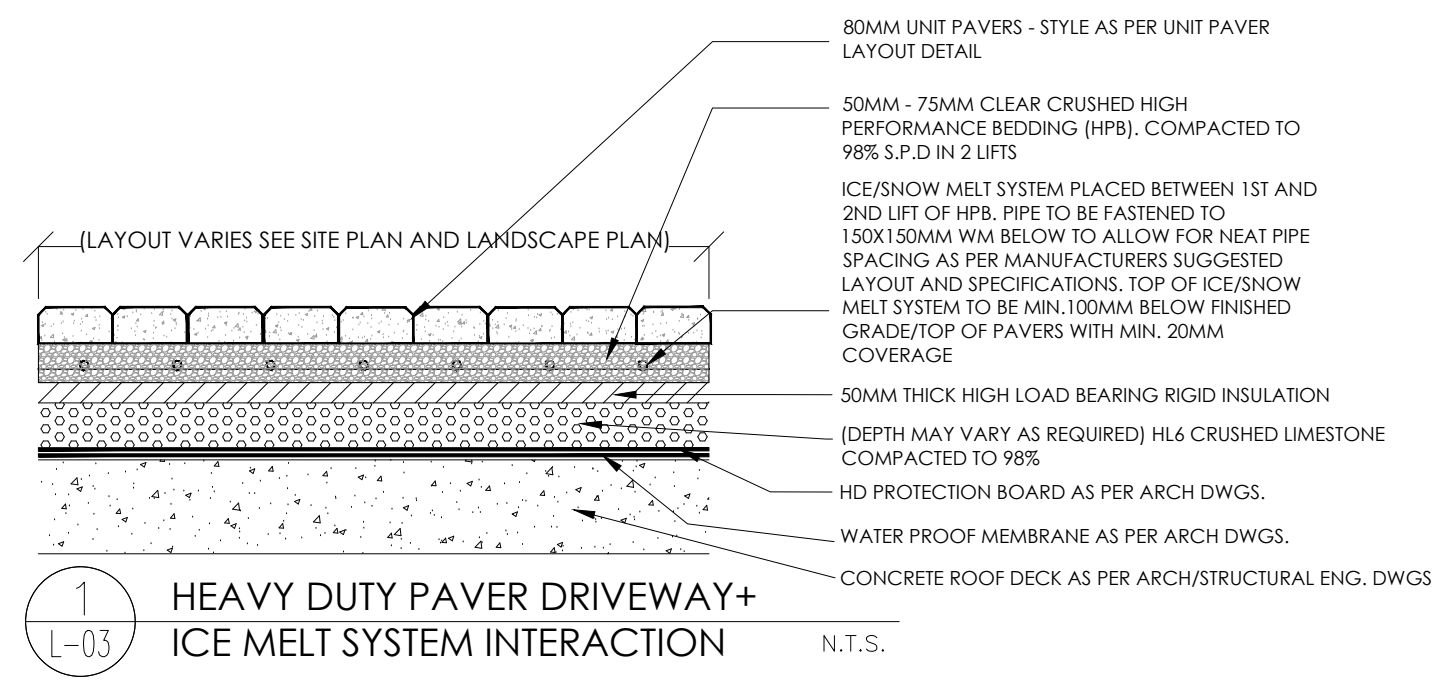 80MM UNIT PAVERS - STYLE AS PER UNIT PAVER
LAYOUT DETAIL
50MM - 75MM CLEAR CRUSHED HIGH
PERFORMANCE BEDDING (HPB). COMPACTED TO
98% S.P.D IN 2 LIFTS
ICE/SNOW MELT SYSTEM PLACED BETWEEN 1ST AND
2ND LIFT OF HPB. PIPE TO BE FASTENED TO
150X150MM WM BELOW TO ALLOW FOR NEAT PIPE
SPACING AS PER MANUFACTURERS SUGGESTED
LAYOUT AND SPECIFICATIONS. TOP OF ICE/SNOW
MELT SYSTEM TO BE MIN.100MM BELOW FINISHED
GRADE/TOP OF PAVERS WITH MIN. 20MM
COVERAGE
(LAYOUT VARIES SEE SITE PLAN AND LANDSCAPE PLAN)
50MM THICK HIGH LOAD BEARING RIGID INSULATION
(DEPTH MAY VARY AS REQUIRED) HL6 CRUSHED LIMESTONE
COMPACTED TO 98%
HD PROTECTION BOARD AS PER ARCH DWGS.
WATER PROOF MEMBRANE AS PER ARCH DWGS.
CONCRETE ROOF DECK AS PER ARCH/STRUCTURAL ENG. DWGS
1
L-03
HEAVY DUTY PAVER DRIVEWAY+
ICE MELT SYSTEM INTERACTION
N.T.S.